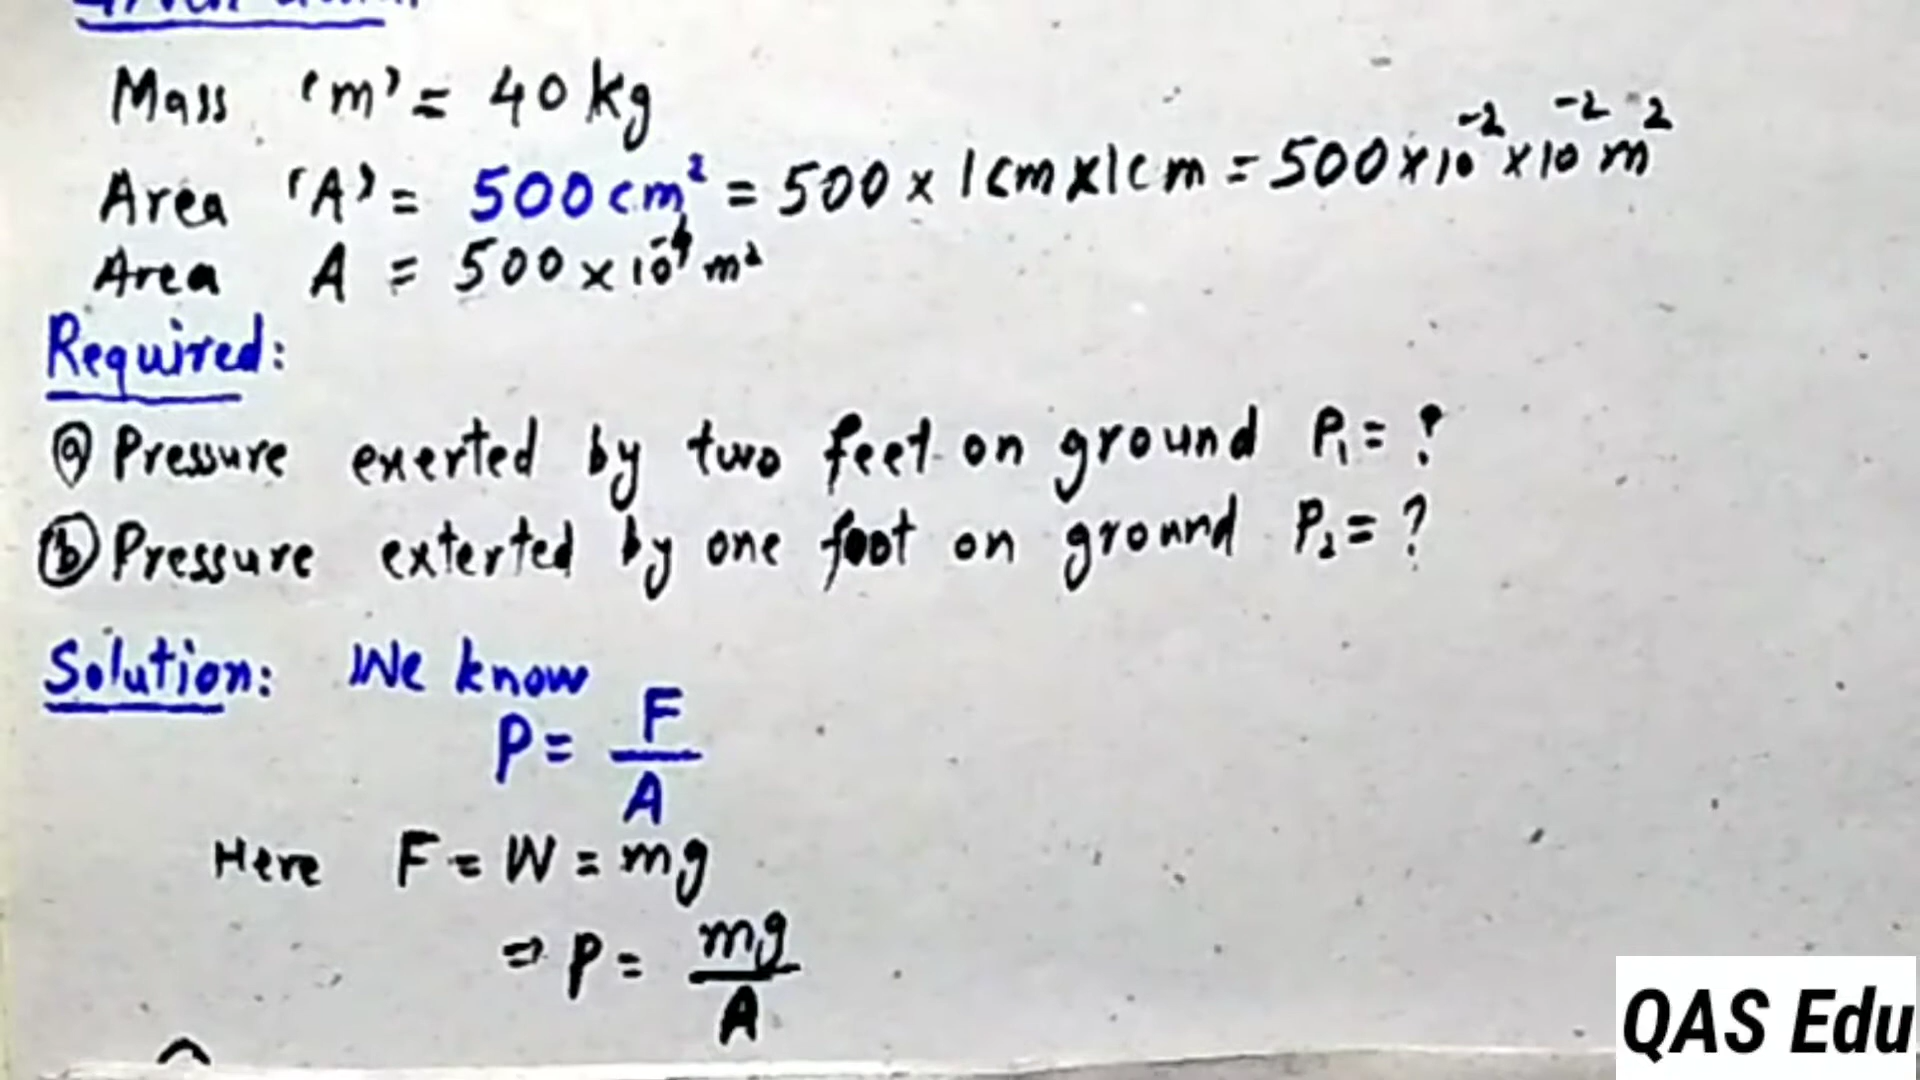 Mass 'm' = 40 kg
Area 'A' = 500 cm² = 500 × 1cm × 1cm = 500 × 10⁻² × 10⁻² m²
Area A = 500 × 10⁻⁴ m²
Required:
ⓐ Pressure exerted by two feet on ground P₁ = ?
ⓑ Pressure exterted by one foot on ground P₂ = ?
Solution: We know
P = F/A
Here F = W = mg
⇒ P = mg/A
QAS Edu